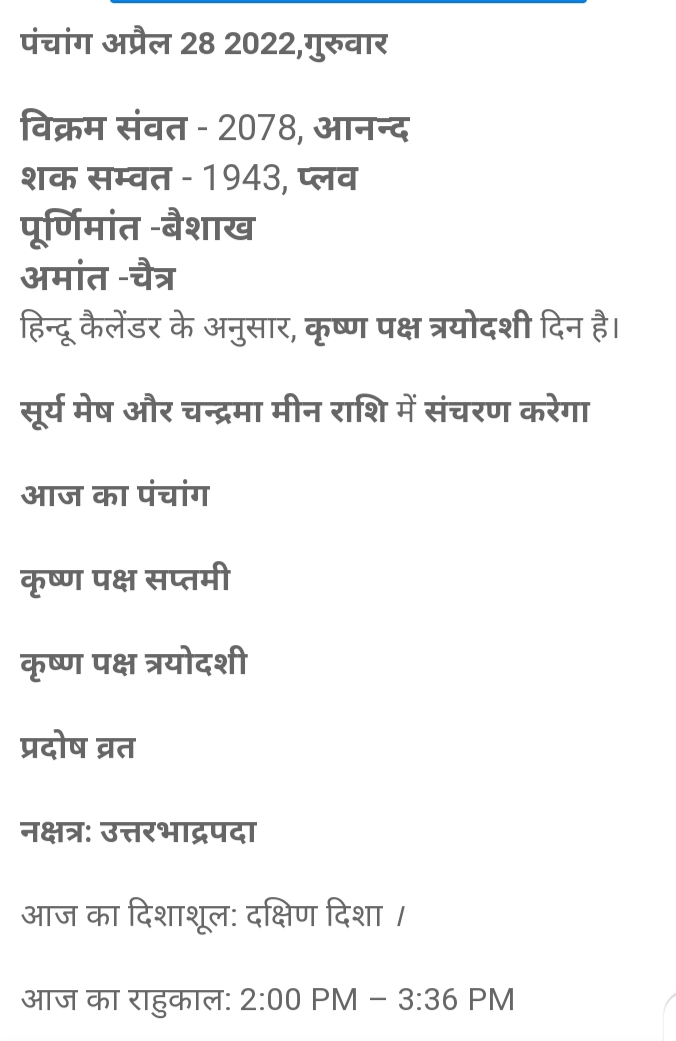 पंचांग अप्रैल 28 2022,गुरुवार
विक्रम संवत - 2078, आनन्द
शक सम्वत - 1943, प्लव
पूर्णिमांत -बैशाख
अमांत -चैत्र
हिन्दू कैलेंडर के अनुसार, कृष्ण पक्ष त्रयोदशी दिन है।
सूर्य मेष और चन्द्रमा मीन राशि में संचरण करेगा
आज का पंचांग
कृष्ण पक्ष सप्तमी
कृष्ण पक्ष त्रयोदशी
प्रदोष व्रत
नक्षत्र: उत्तरभाद्रपदा
आज का दिशाशूल: दक्षिण दिशा ।
आज का राहुकाल: 2:00 PM – 3:36 PM